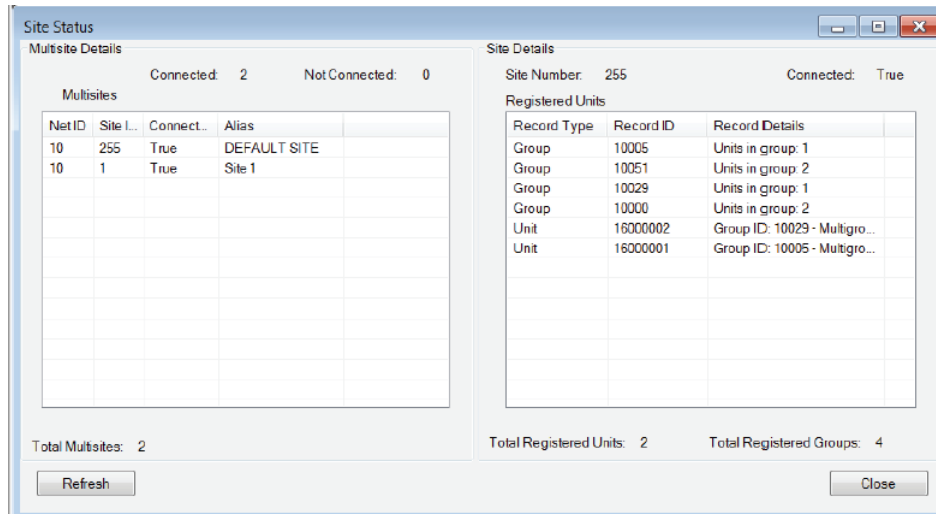 Site Status
Multisite Details
Connected: 2 Not Connected: 0
Multisites
Net ID Site I... Connect... Alias
10 255 True DEFAULT SITE
10 1 True Site 1
Total Multisites: 2
Refresh
Site Details
Site Number: 255 Connected: True
Registered Units
Record Type Record ID Record Details
Group 10005 Units in group: 1
Group 10051 Units in group: 2
Group 10029 Units in group: 1
Group 10000 Units in group: 2
Unit 16000002 Group ID: 10029 - Multigro...
Unit 16000001 Group ID: 10005 - Multigro...
Total Registered Units: 2 Total Registered Groups: 4
Close